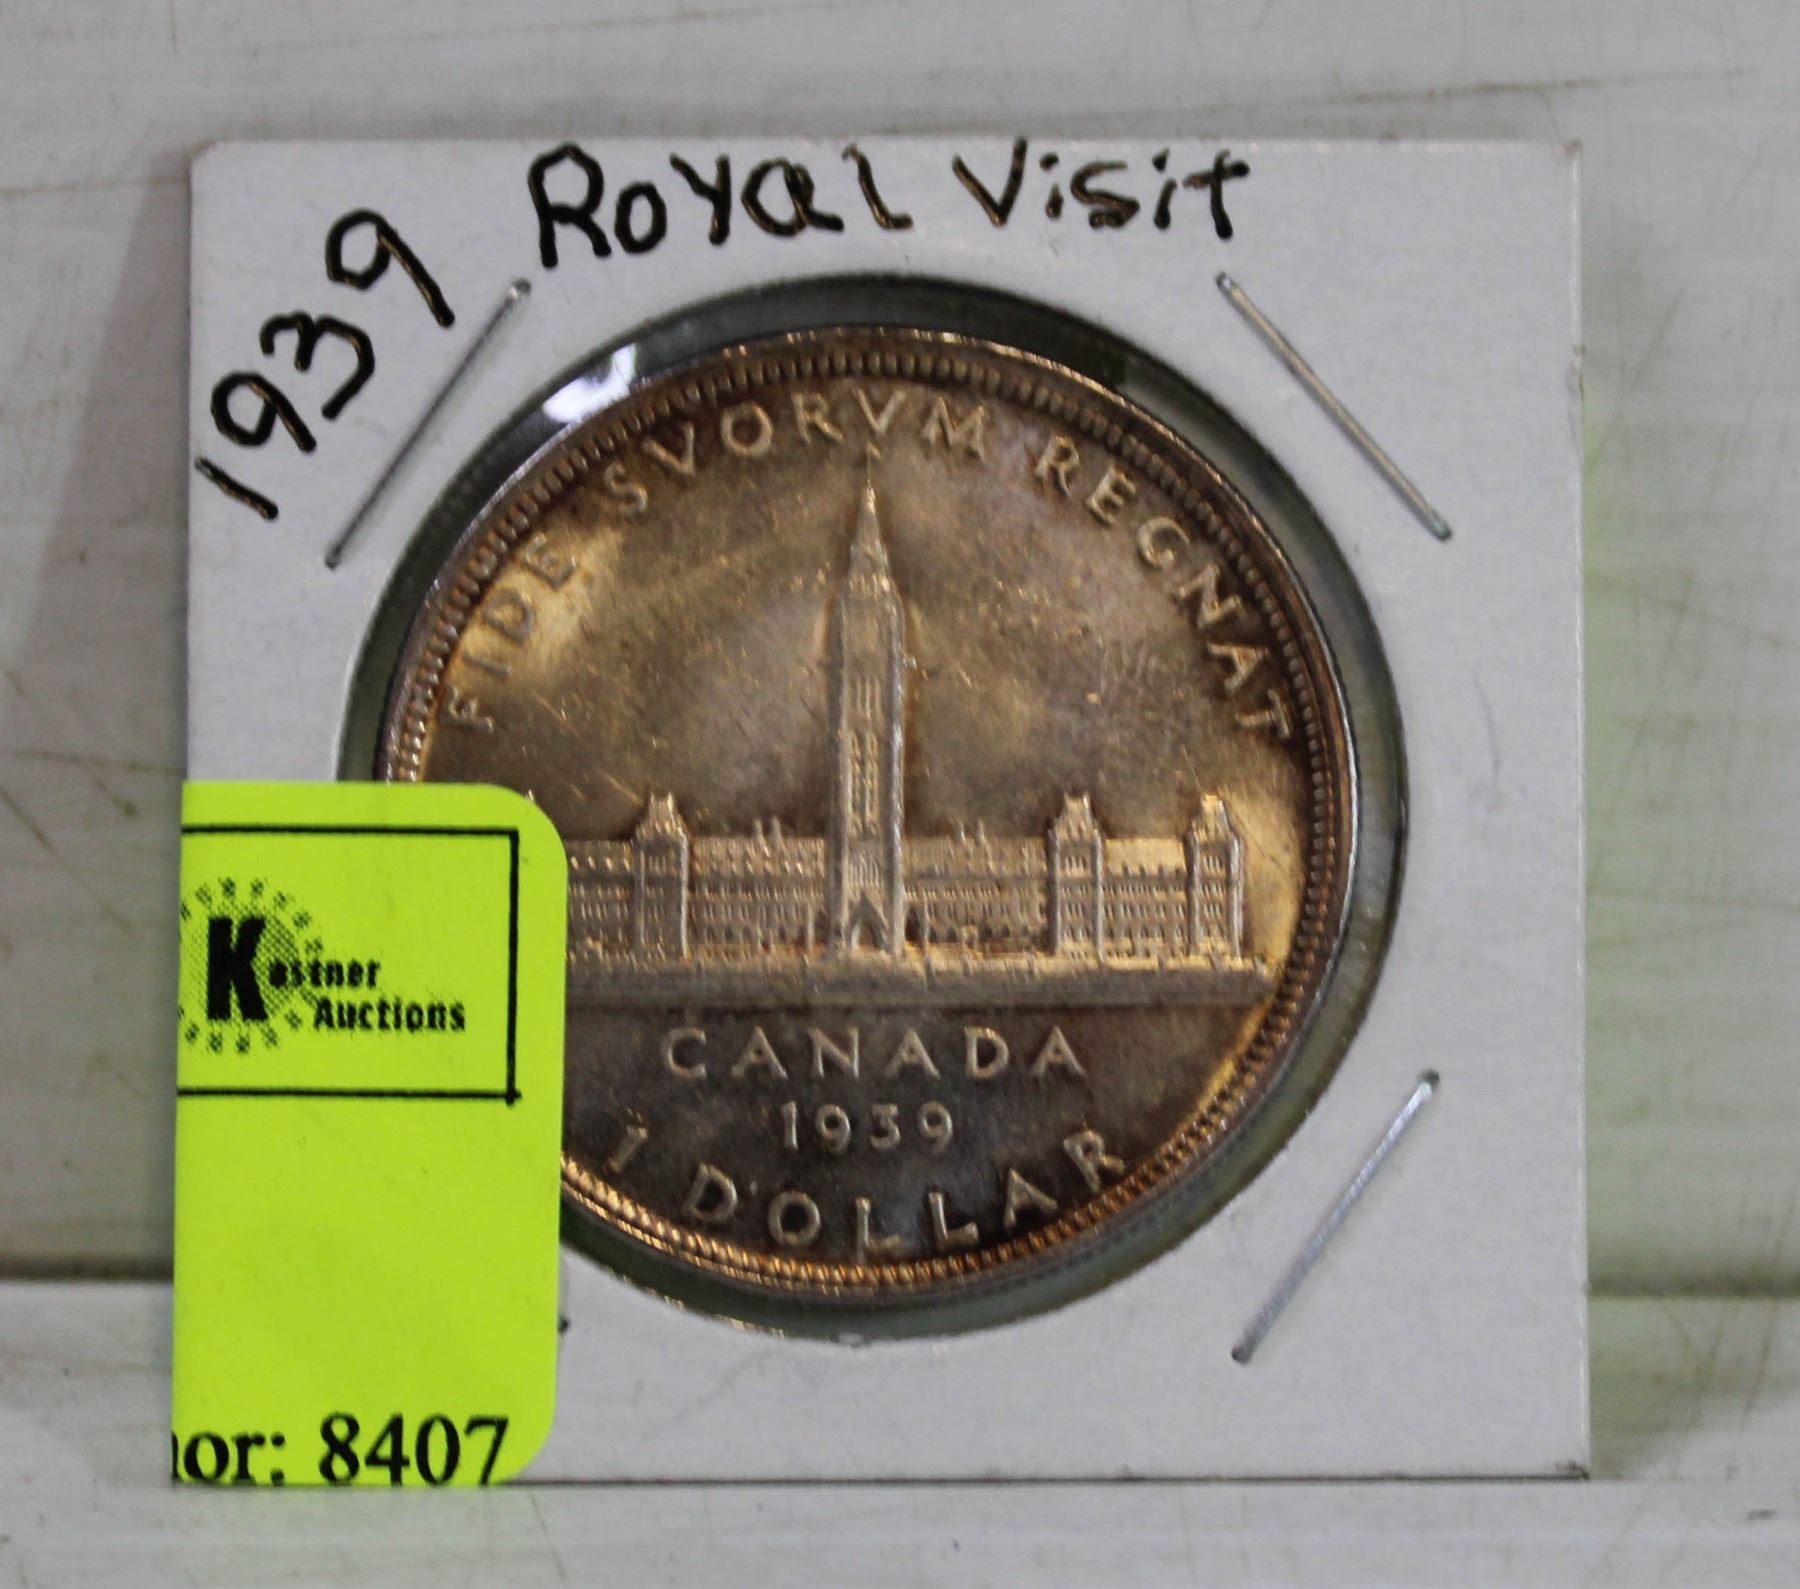 1939 Royal Visit
FIDE SVORVM REGNAT
CANADA
1939
1 DOLLAR
Kastner
Auctions
nor: 8407